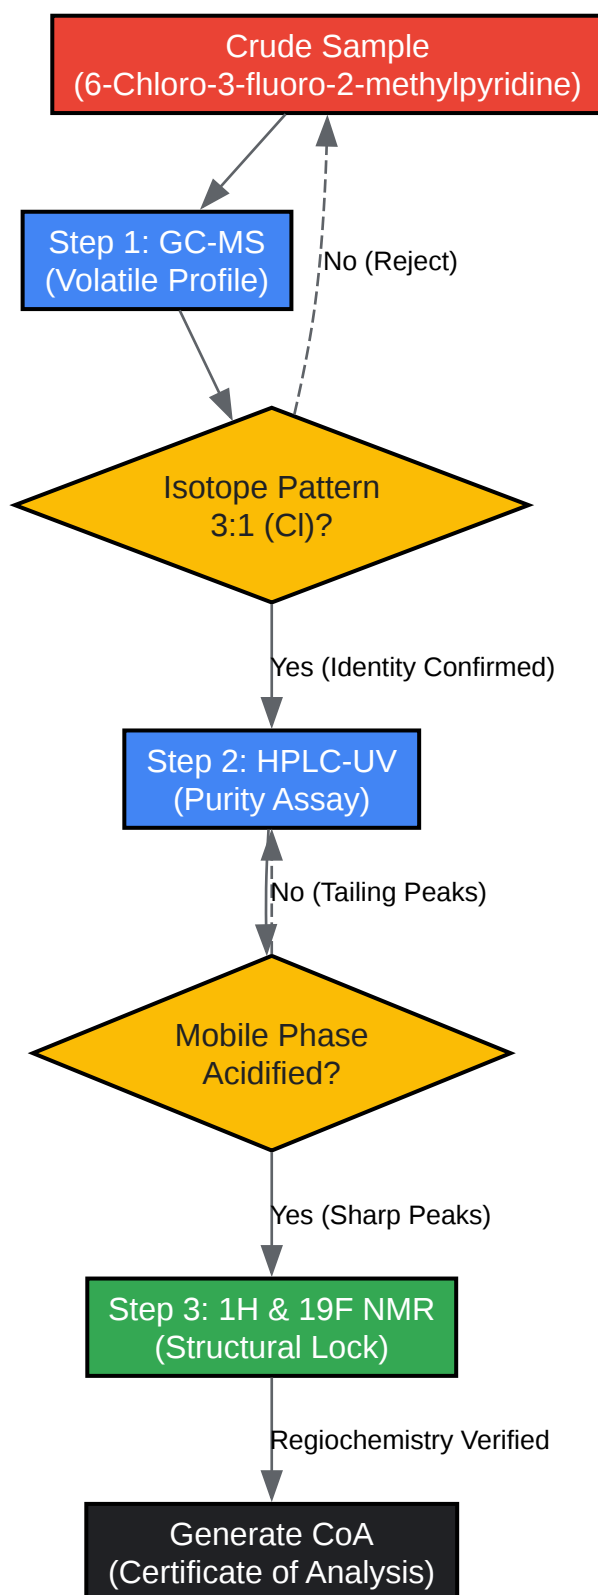 Crude Sample
(6-Chloro-3-fluoro-2-methylpyridine)
Step 1: GC-MS
(Volatile Profile)
No (Reject)
Isotope Pattern
3:1 (Cl)?
Yes (Identity Confirmed)
Step 2: HPLC-UV
(Purity Assay)
No (Tailing Peaks)
Mobile Phase
Acidified?
Yes (Sharp Peaks)
Step 3: 1H & 19F NMR
(Structural Lock)
Regiochemistry Verified
Generate CoA
(Certificate of Analysis)